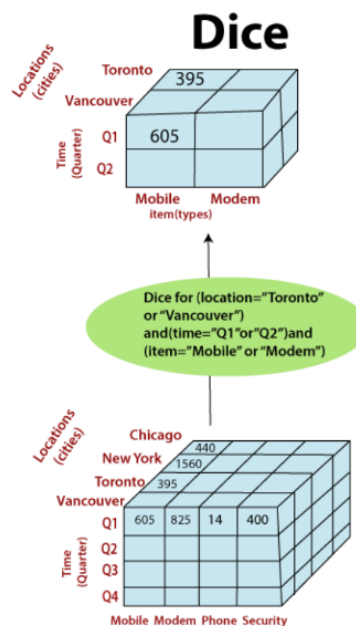 Dice
Locations
(cities)
Toronto
395
Vancouver
Time
(Quarter)
Q1
605
Q2
Mobile Modem
item(types)
Dice for (location="Toronto"
or "Vancouver")
and(time="Q1"or"Q2")and
(item="Mobile" or "Modem")
Locations
(cities)
Chicago
440
New York
1560
Toronto
395
Vancouver
Time
(Quarter)
Q1
605 825 14 400
Q2
Q3
Q4
Mobile Modem Phone Security